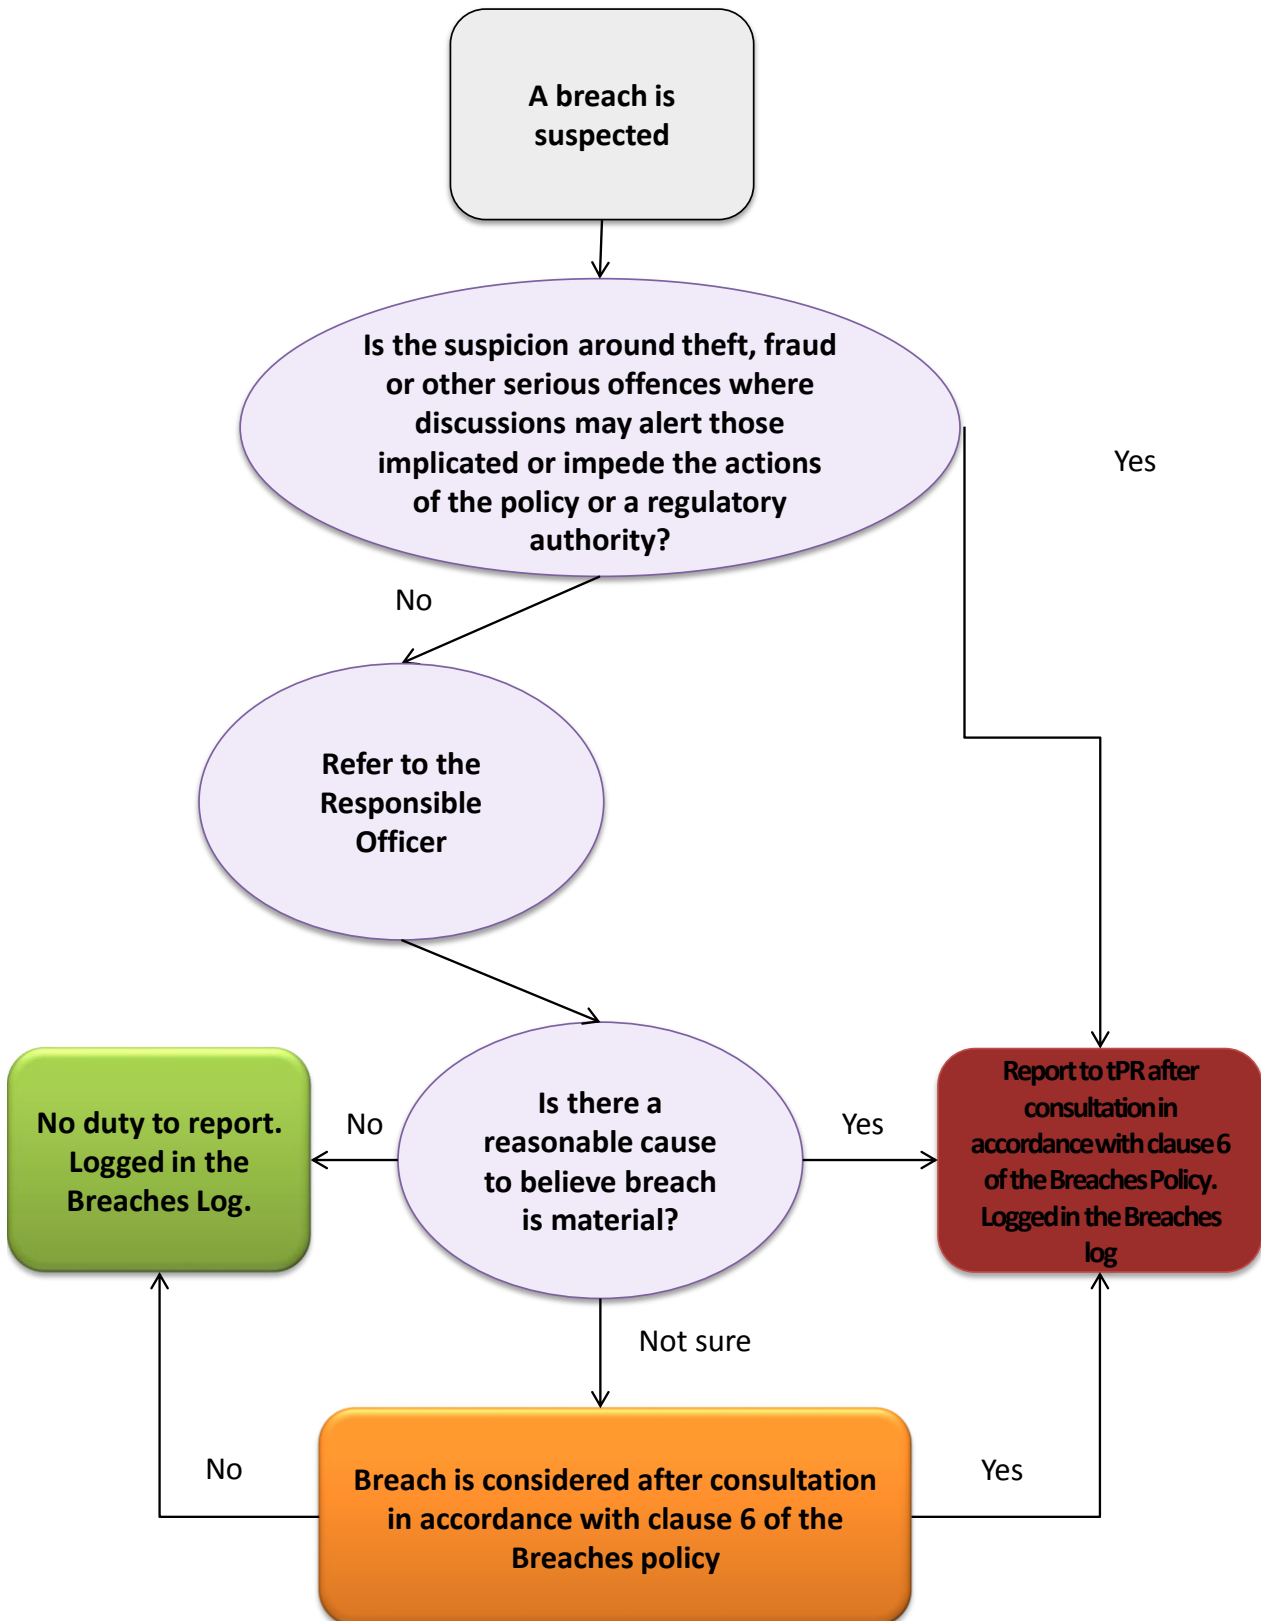 A breach is
suspected
Is the suspicion around theft, fraud
or other serious offences where
discussions may alert those
implicated or impede the actions
of the policy or a regulatory
authority?
Yes
No
Refer to the
Responsible
Officer
No duty to report.
Logged in the
Breaches Log.
No
Is there a
reasonable cause
to believe breach
is material?
Yes
Report to tPR after
consultation in
accordance with clause 6
of the Breaches Policy.
Logged in the Breaches
log
Not sure
No
Breach is considered after consultation
in accordance with clause 6 of the
Breaches policy
Yes